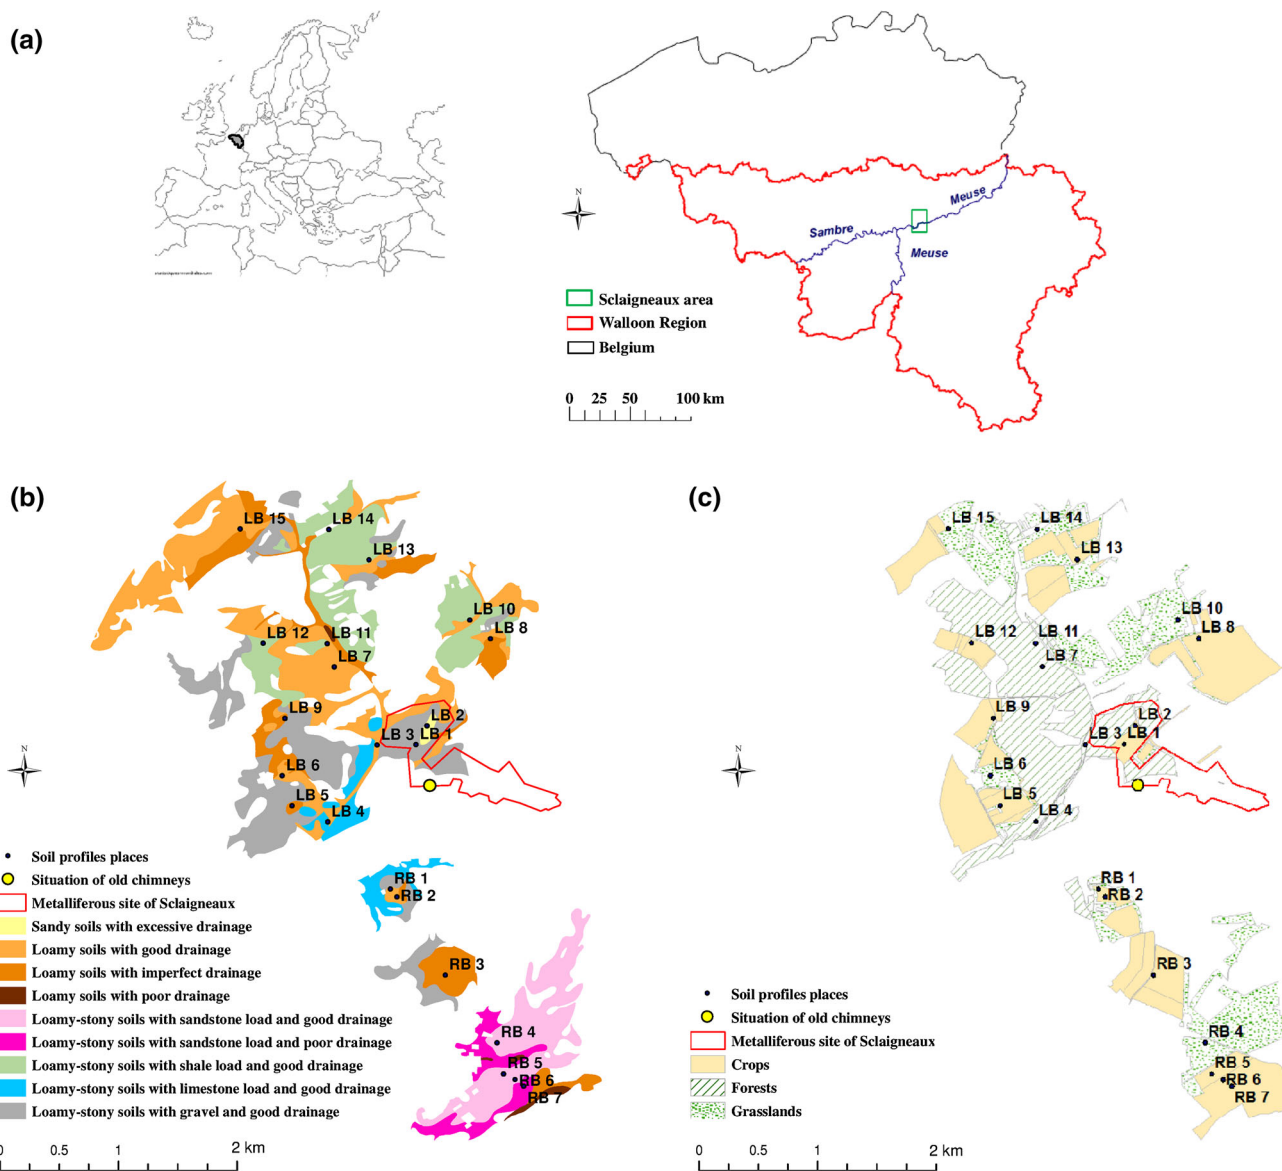 (a)
N
Meuse
Sambre
Meuse
Sclaigneaux area
Walloon Region
Belgium
0 25 50 100 km
(b)
LB 15
LB 14
LB 13
LB 10
LB 8
LB 12
LB 11
LB 7
LB 9
LB 2
LB 3
LB 1
LB 6
LB 5
LB 4
N
RB 1
RB 2
RB 3
RB 4
RB 5
RB 6
RB 7
Soil profiles places
Situation of old chimneys
Metalliferous site of Sclaigneaux
Sandy soils with excessive drainage
Loamy soils with good drainage
Loamy soils with imperfect drainage
Loamy soils with poor drainage
Loamy-stony soils with sandstone load and good drainage
Loamy-stony soils with sandstone load and poor drainage
Loamy-stony soils with shale load and good drainage
Loamy-stony soils with limestone load and good drainage
Loamy-stony soils with gravel and good drainage
0 0.5 1 2 km
(c)
LB 15
LB 14
LB 13
LB 10
LB 8
LB 12
LB 11
LB 7
LB 9
LB 2
LB 3
LB 1
LB 6
LB 5
LB 4
N
RB 1
RB 2
RB 3
RB 4
RB 5
RB 6
RB 7
Soil profiles places
Situation of old chimneys
Metalliferous site of Sclaigneaux
Crops
Forests
Grasslands
0 0.5 1 2 km